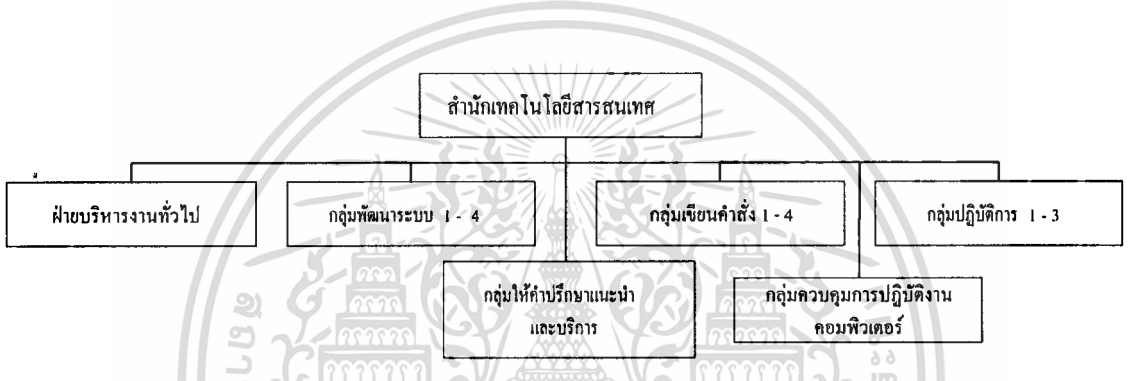 สำนักเทคโนโลยีสารสนเทศ
ฝ่ายบริหารงานทั่วไป
กลุ่มพัฒนาระบบ 1 - 4
กลุ่มเขียนคำสั่ง 1 - 4
กลุ่มปฏิบัติการ 1 - 3
กลุ่มให้คำปรึกษาแนะนำ
และบริการ
กลุ่มควบคุมการปฏิบัติงาน
คอมพิวเตอร์